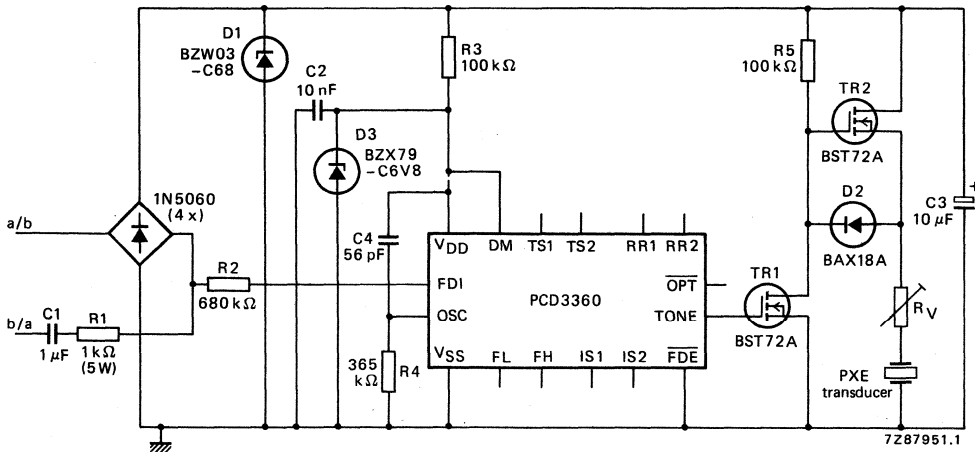 D1
BZW03
-C68
C2
10 nF
R3
100 kΩ
R5
100 kΩ
TR2
BST72A
D3
BZX79
-C6V8
1N5060
(4x)
a/b
C4
56 pF
D2
BAX18A
C3
10 µF
+
VDD
DM
TS1
TS2
RR1
RR2
R2
680 kΩ
FDI
PCD3360
OPT
TR1
BST72A
RV
OSC
TONE
b/a
C1
1 µF
R1
1 kΩ
(5W)
365
kΩ
R4
VSS
FL
FH
IS1
IS2
FDE
PXE
transducer
7Z87951.1